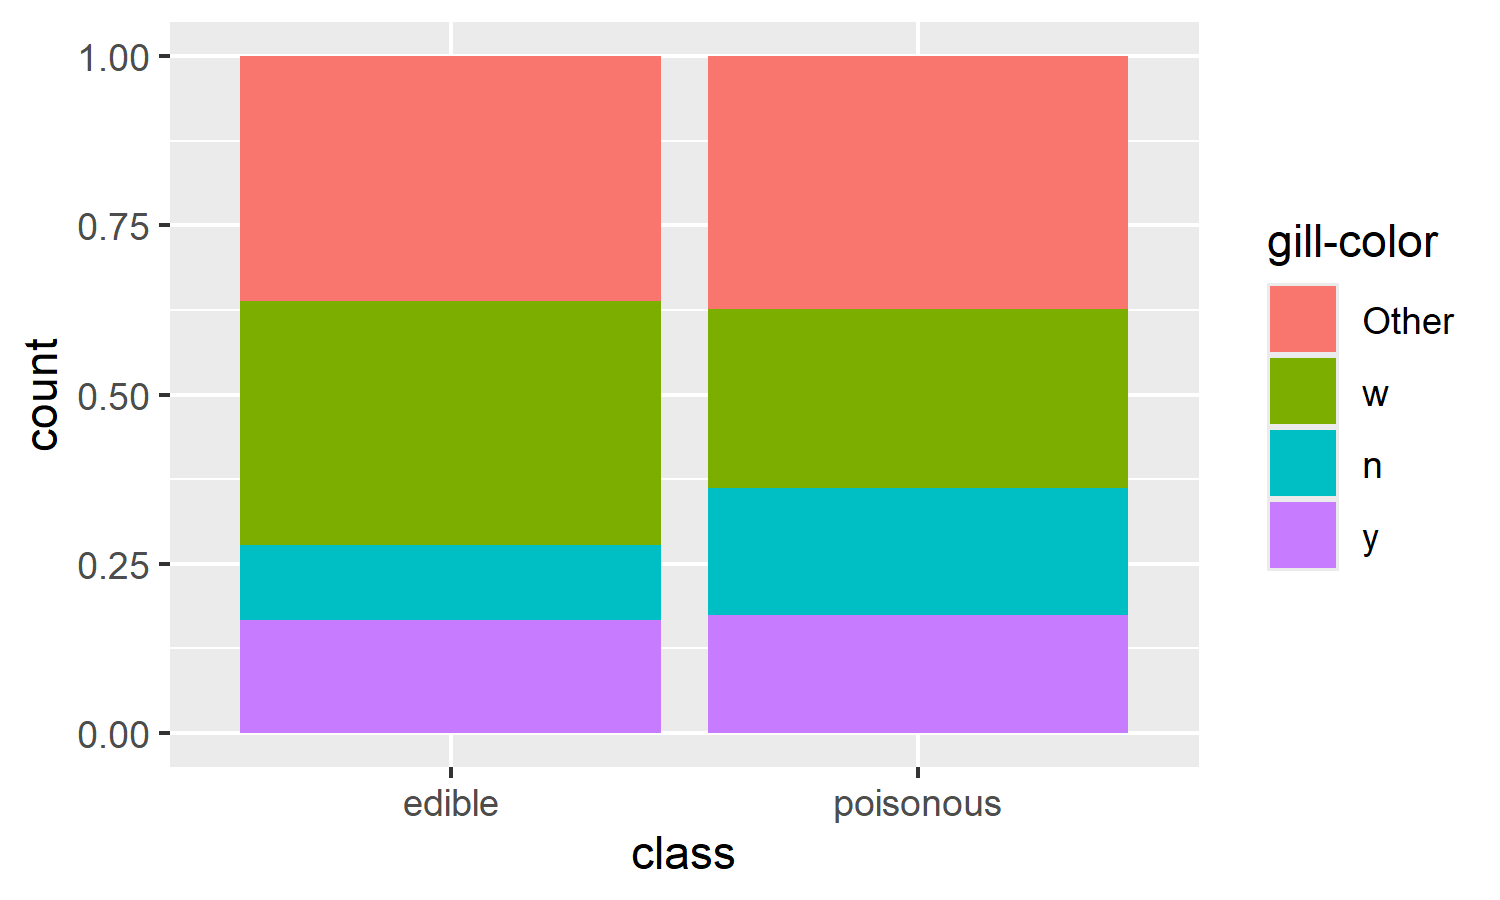 1.00
0.75
0.50
0.25
0.00
count
edible poisonous
class
gill-color
Other
w
n
y